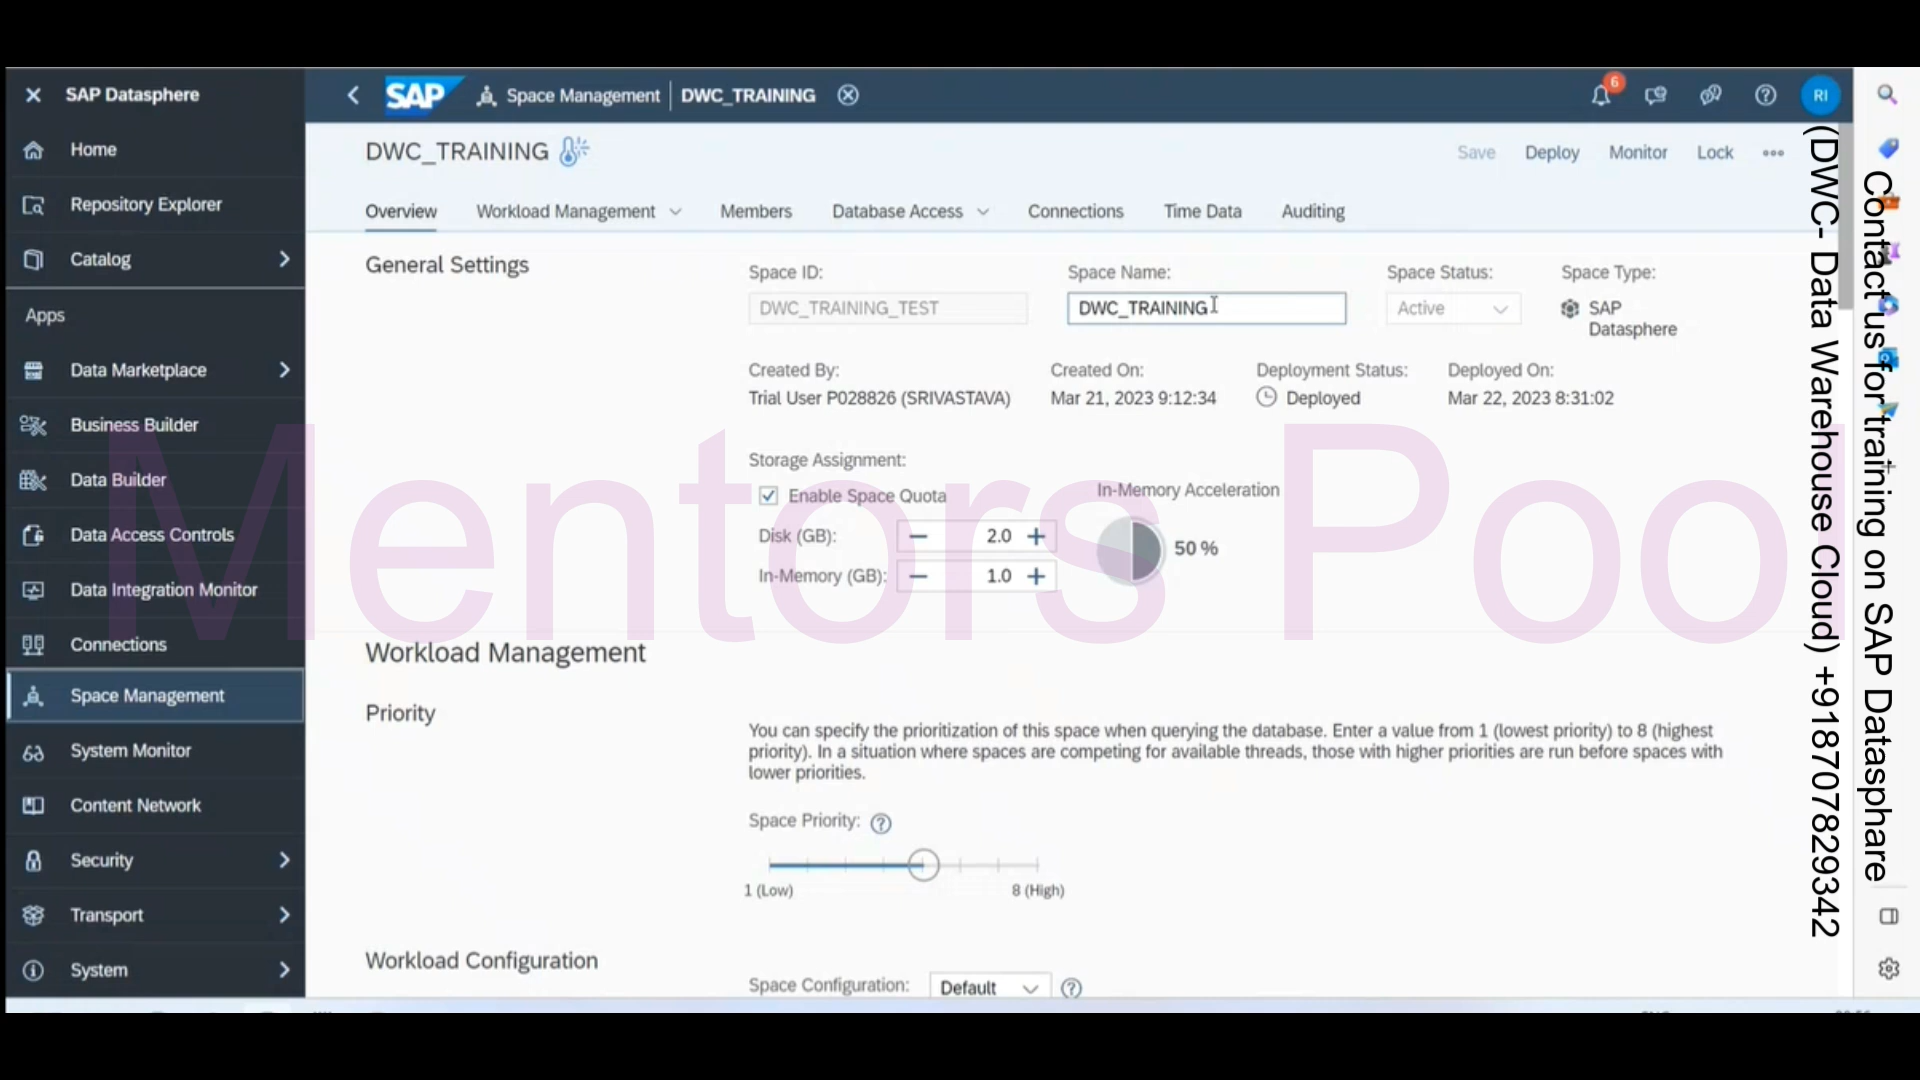 SAP Datasphere
SAP
Space Management
DWC_TRAINING
6
RI
Home
Repository Explorer
Catalog
Apps
Data Marketplace
Business Builder
Data Builder
Data Access Controls
Data Integration Monitor
Connections
Space Management
System Monitor
Content Network
Security
Transport
System
DWC_TRAINING
Save
Deploy
Monitor
Lock
Overview
Workload Management
Members
Database Access
Connections
Time Data
Auditing
General Settings
Space ID:
DWC_TRAINING_TEST
Space Name:
DWC_TRAINING
Space Status:
Active
Space Type:
SAP
Datasphere
Created By:
Trial User P028826 (SRIVASTAVA)
Created On:
Mar 21, 2023 9:12:34
Deployment Status:
Deployed
Deployed On:
Mar 22, 2023 8:31:02
Storage Assignment:
Enable Space Quota
Disk (GB):
2.0
In-Memory (GB):
1.0
In-Memory Acceleration
50 %
Workload Management
Priority
You can specify the prioritization of this space when querying the database. Enter a value from 1 (lowest priority) to 8 (highest
priority). In a situation where spaces are competing for available threads, those with higher priorities are run before spaces with
lower priorities.
Space Priority:
1 (Low)
8 (High)
Workload Configuration
Space Configuration:
Default
Mentors Pool
Contact us for training on SAP Datasphare
(DWC- Data Warehouse Cloud) +918707829342